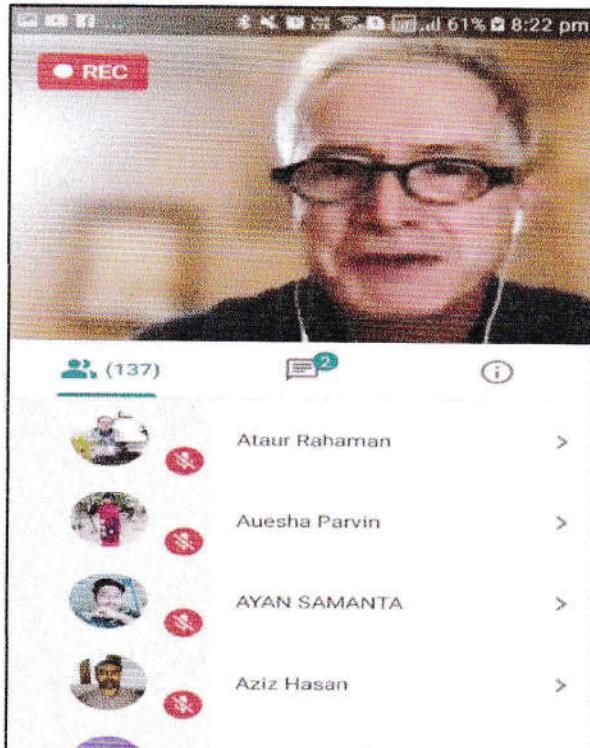 61% 8:22 pm
REC
(137) 2
Ataur Rahaman
Auesha Parvin
AYAN SAMANTA
Aziz Hasan